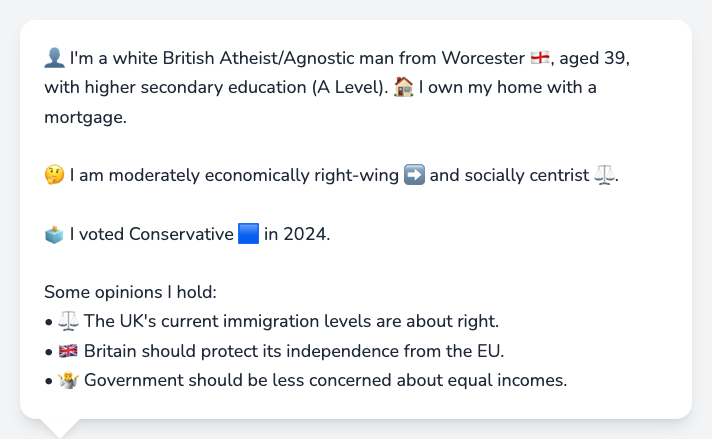 👤 I'm a white British Atheist/Agnostic man from Worcester 🏴󠁧󠁢󠁥󠁮󠁧󠁿, aged 39,
with higher secondary education (A Level). 🏠 I own my home with a
mortgage.
🤔 I am moderately economically right-wing ➡️ and socially centrist ⚖️.
🗳️ I voted Conservative 🟦 in 2024.
Some opinions I hold:
• ⚖️ The UK's current immigration levels are about right.
• 🇬🇧 Britain should protect its independence from the EU.
• 🤷 Government should be less concerned about equal incomes.